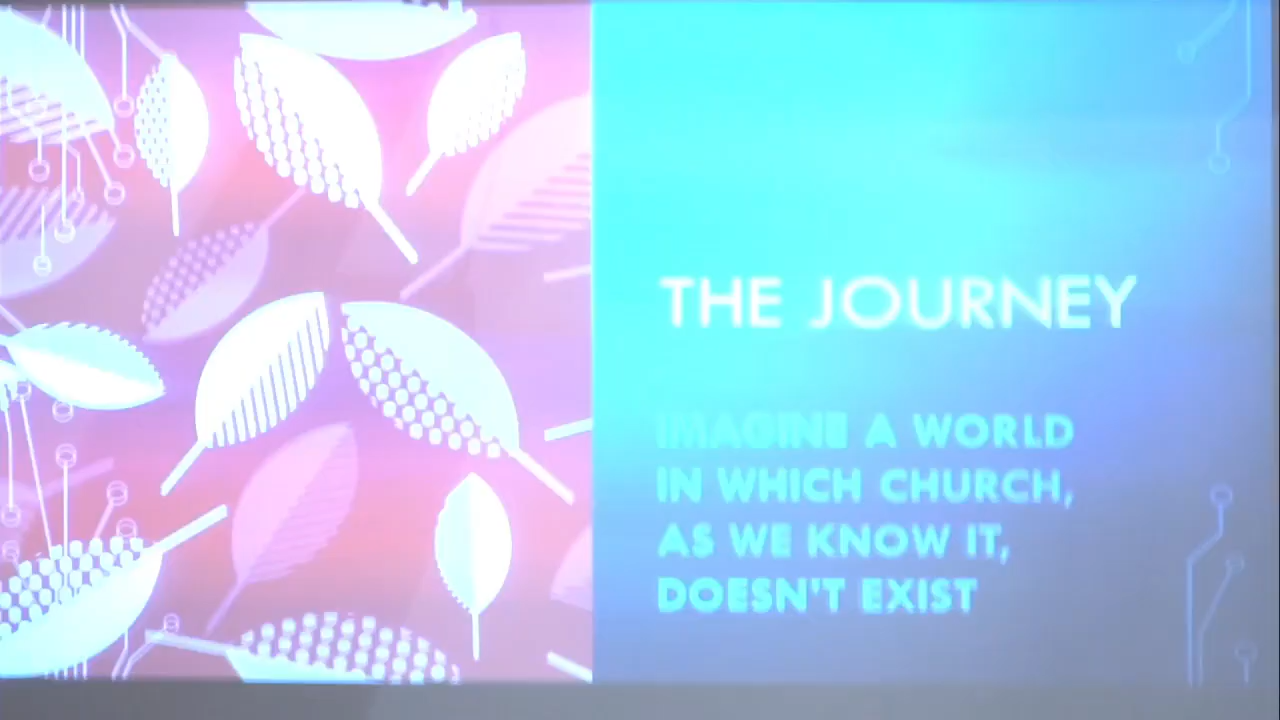 THE JOURNEY
IMAGINE A WORLD
IN WHICH CHURCH,
AS WE KNOW IT,
DOESN'T EXIST